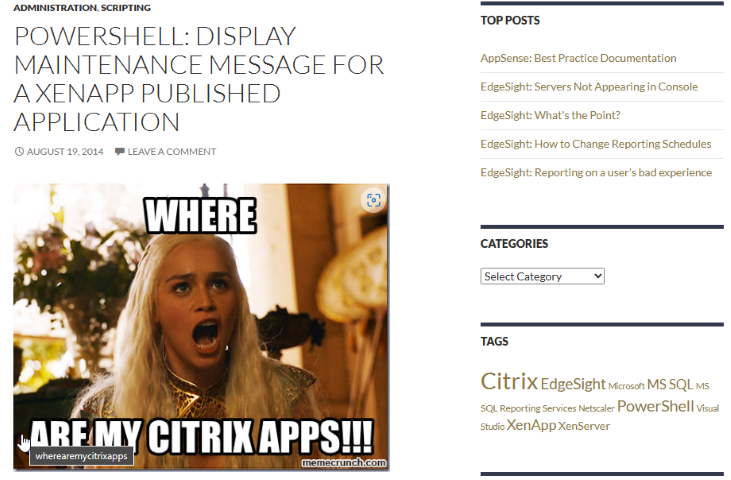 ADMINISTRATION, SCRIPTING
POWERSHELL: DISPLAY
MAINTENANCE MESSAGE FOR
A XENAPP PUBLISHED
APPLICATION
AUGUST 19, 2014 LEAVE A COMMENT
WHERE
ARE MY CITRIX APPS!!!
wherearemycitrixapps
memecrunch.com
TOP POSTS
AppSense: Best Practice Documentation
EdgeSight: Servers Not Appearing in Console
EdgeSight: What's the Point?
EdgeSight: How to Change Reporting Schedules
EdgeSight: Reporting on a user's bad experience
CATEGORIES
Select Category
TAGS
Citrix EdgeSight Microsoft MS SQL MS
SQL Reporting Services Netscaler PowerShell Visual
Studio XenApp XenServer